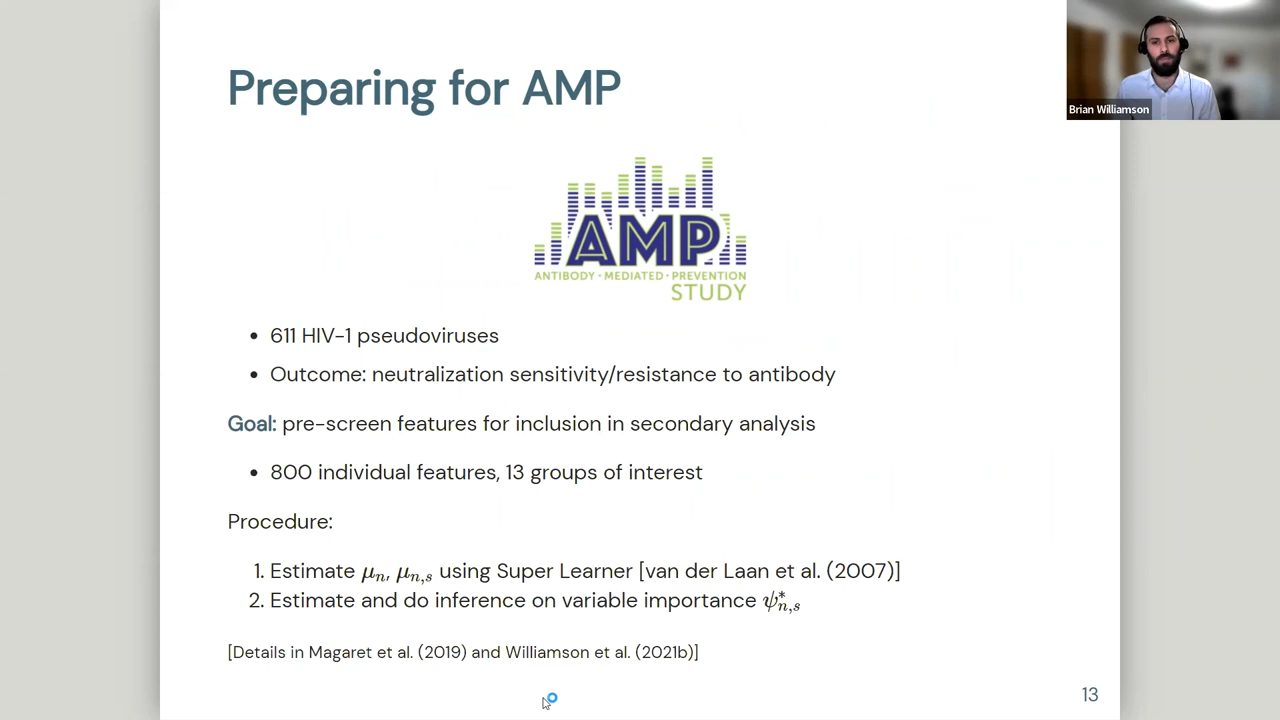 Preparing for AMP
Brian Williamson
AMP
ANTIBODY · MEDIATED · PREVENTION
STUDY
• 611 HIV-1 pseudoviruses
• Outcome: neutralization sensitivity/resistance to antibody
Goal: pre-screen features for inclusion in secondary analysis
• 800 individual features, 13 groups of interest
Procedure:
1. Estimate μ_n, μ_{n,s} using Super Learner [van der Laan et al. (2007)]
2. Estimate and do inference on variable importance ψ*_{n,s}
[Details in Magaret et al. (2019) and Williamson et al. (2021b)]
13